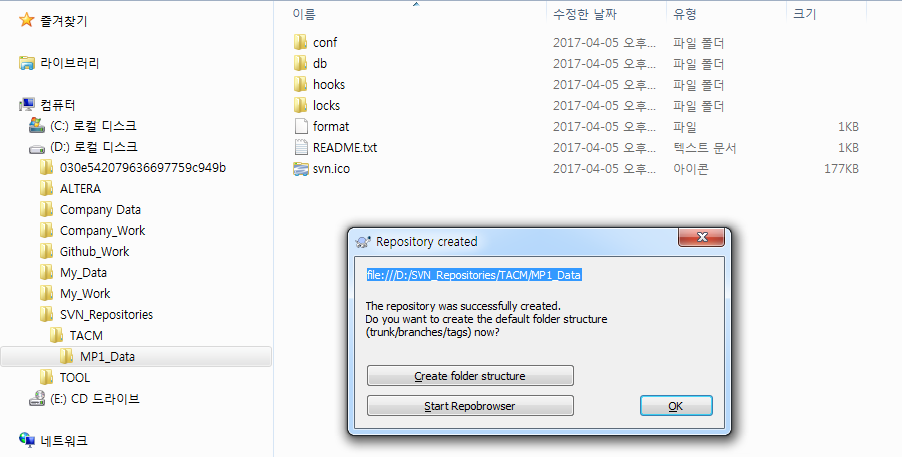 즐겨찾기
라이브러리
컴퓨터
(C:) 로컬 디스크
(D:) 로컬 디스크
030e542079636697759c949b
ALTERA
Company Data
Company_Work
Github_Work
My_Data
My_Work
SVN_Repositories
TACM
MP1_Data
TOOL
(E:) CD 드라이브
네트워크
이름 수정한 날짜 유형 크기
conf 2017-04-05 오후... 파일 폴더
db 2017-04-05 오후... 파일 폴더
hooks 2017-04-05 오후... 파일 폴더
locks 2017-04-05 오후... 파일 폴더
format 2017-04-05 오후... 파일 1KB
README.txt 2017-04-05 오후... 텍스트 문서 1KB
svn.ico 2017-04-05 오후... 아이콘 177KB
Repository created
file:///D:/SVN_Repositories/TACM/MP1_Data
The repository was successfully created.
Do you want to create the default folder structure
(trunk/branches/tags) now?
Create folder structure
Start Repobrowser OK